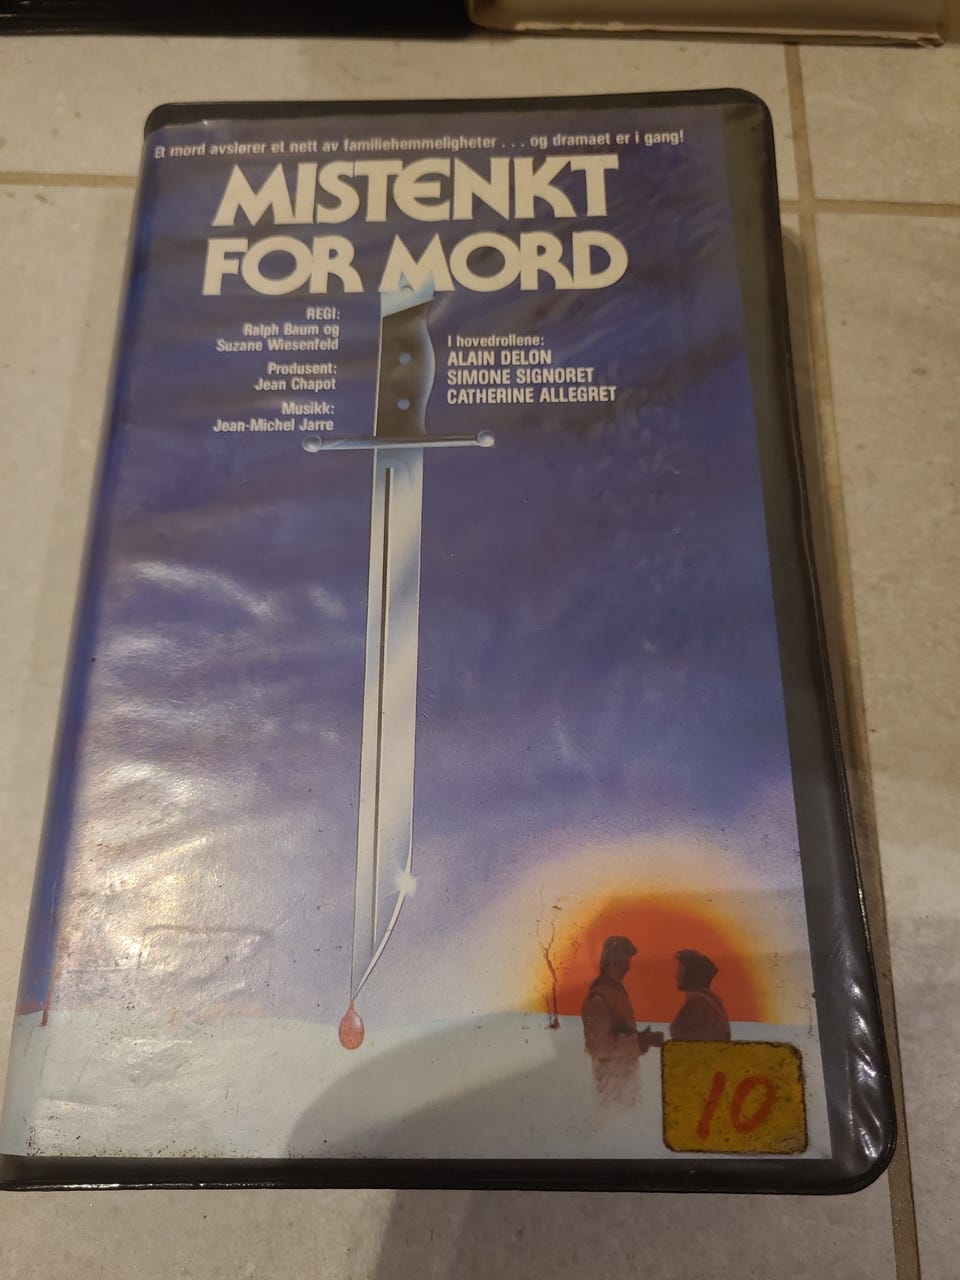 Et mord avslører et nett av familiehemmeligheter . . . og dramaet er i gang!
MISTENKT
FOR MORD
REGI:
Ralph Baum og
Suzane Wiesenfeld
Produsent:
Jean Chapot
Musikk:
Jean-Michel Jarre
I hovedrollene:
ALAIN DELON
SIMONE SIGNORET
CATHERINE ALLEGRET
10